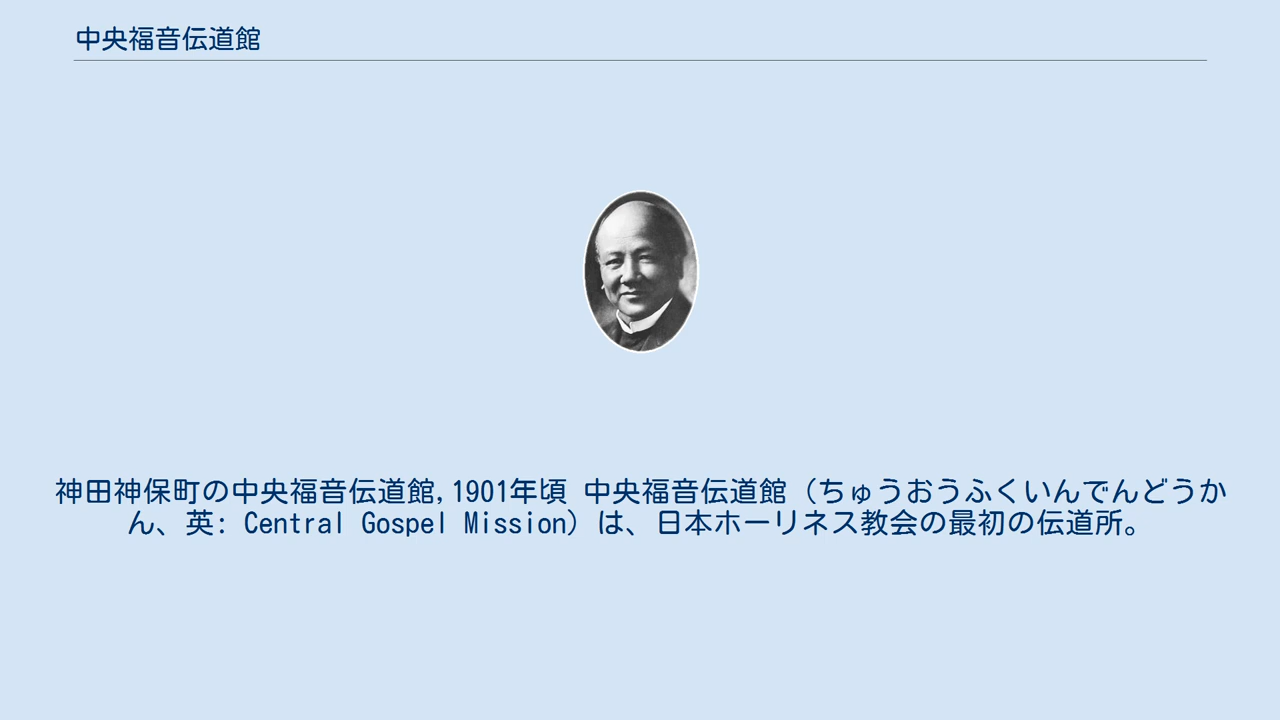 中央福音伝道館
神田神保町の中央福音伝道館,1901年頃 中央福音伝道館（ちゅうおうふくいんでんどうか
ん、英: Central Gospel Mission）は、日本ホーリネス教会の最初の伝道所。